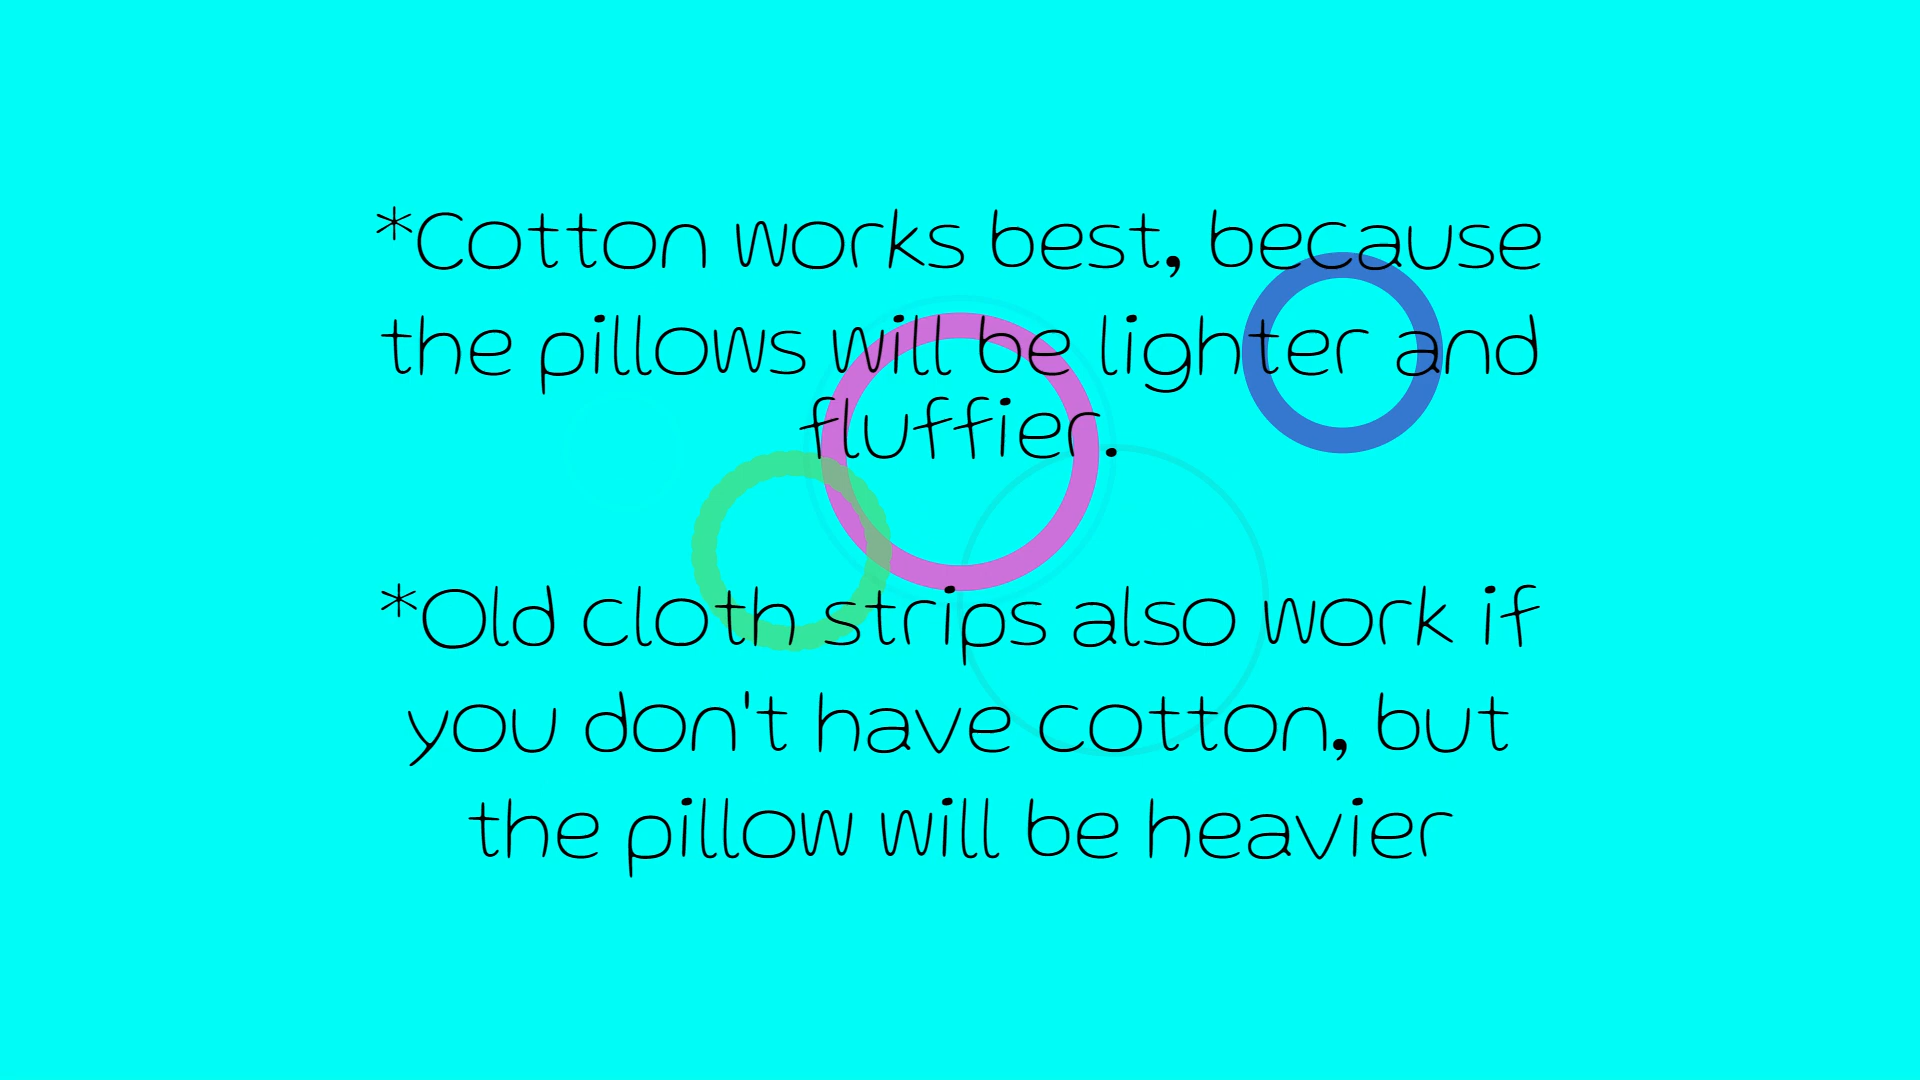 *Cotton works best, because
the pillows will be lighter and
fluffier.
*Old cloth strips also work if
you don't have cotton, but
the pillow will be heavier